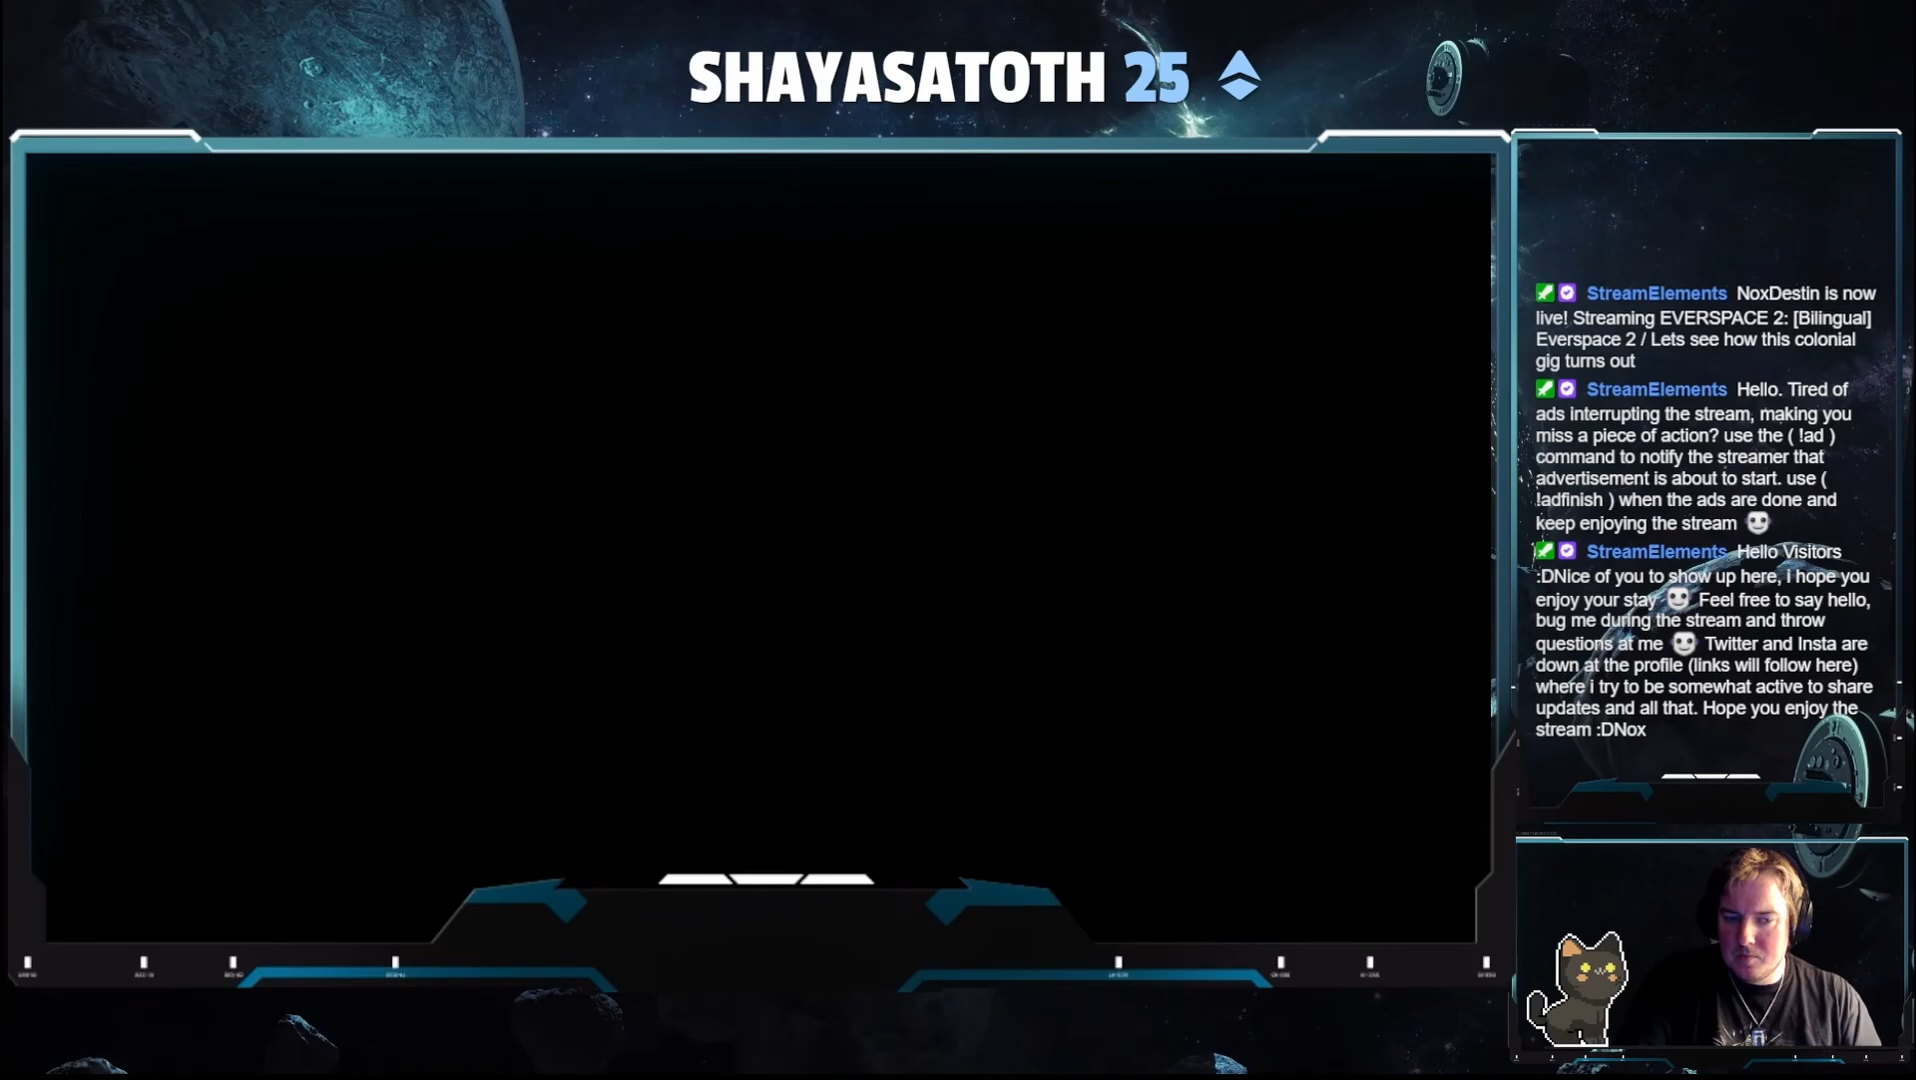 SHAYASATOTH 25
StreamElements NoxDestin is now
live! Streaming EVERSPACE 2: [Bilingual]
Everspace 2 / Lets see how this colonial
gig turns out
StreamElements Hello. Tired of
ads interrupting the stream, making you
miss a piece of action? use the ( !ad )
command to notify the streamer that
advertisement is about to start. use (
!adfinish ) when the ads are done and
keep enjoying the stream
StreamElements Hello Visitors
:DNice of you to show up here, i hope you
enjoy your stay Feel free to say hello,
bug me during the stream and throw
questions at me Twitter and Insta are
down at the profile (links will follow here)
where i try to be somewhat active to share
updates and all that. Hope you enjoy the
stream :DNox